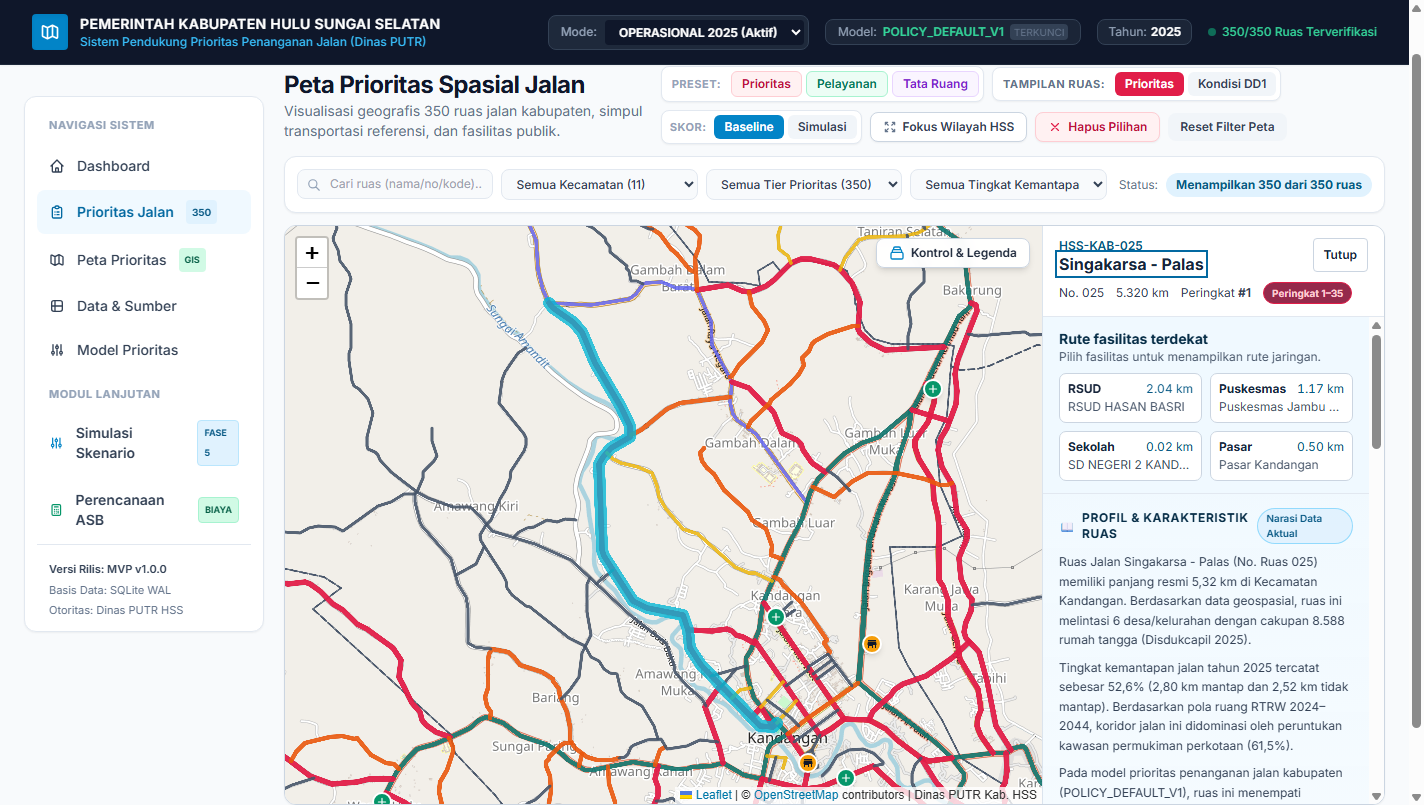 PEMERINTAH KABUPATEN HULU SUNGAI SELATAN
Sistem Pendukung Prioritas Penanganan Jalan (Dinas PUTR)
Mode: OPERASIONAL 2025 (Aktif)
Model: POLICY_DEFAULT_V1 TERKUNCI
Tahun: 2025
350/350 Ruas Terverifikasi
NAVIGASI SISTEM
Dashboard
Prioritas Jalan 350
Peta Prioritas GIS
Data & Sumber
Model Prioritas
MODUL LANJUTAN
Simulasi
Skenario
FASE
5
Perencanaan
ASB
BIAYA
Versi Rilis: MVP v1.0.0
Basis Data: SQLite WAL
Otoritas: Dinas PUTR HSS
Peta Prioritas Spasial Jalan
Visualisasi geografis 350 ruas jalan kabupaten, simpul
transportasi referensi, dan fasilitas publik.
PRESET: Prioritas Pelayanan Tata Ruang
TAMPILAN RUAS: Prioritas Kondisi DD1
SKOR: Baseline Simulasi
Fokus Wilayah HSS
Hapus Pilihan
Reset Filter Peta
Cari ruas (nama/no/kode)..
Semua Kecamatan (11)
Semua Tier Prioritas (350)
Semua Tingkat Kemantapa
Status: Menampilkan 350 dari 350 ruas
+
−
Kontrol & Legenda
Taniran Selatan
Gambah Dalam
Barat
Bakarung
Sungai Amandit
Gambah Dalam
Gambah Luar
Muka
Amawang Kiri
Gambah Luar
Kandangan
Karang Jawa
Muka
Amawang
Muka
Bariang
Tabihi
Sungai Paring
Kandangan
Amawang Kanan
Leaflet | © OpenStreetMap contributors | Dinas PUTR Kab. HSS
HSS-KAB-025
Singakarsa - Palas
Tutup
No. 025 5.320 km Peringkat #1 Peringkat 1–35
Rute fasilitas terdekat
Pilih fasilitas untuk menampilkan rute jaringan.
RSUD 2.04 km
RSUD HASAN BASRI
Puskesmas 1.17 km
Puskesmas Jambu ...
Sekolah 0.02 km
SD NEGERI 2 KAND...
Pasar 0.50 km
Pasar Kandangan
PROFIL & KARAKTERISTIK
RUAS
Narasi Data
Aktual
Ruas Jalan Singakarsa - Palas (No. Ruas 025)
memiliki panjang resmi 5,32 km di Kecamatan
Kandangan. Berdasarkan data geospasial, ruas ini
melintasi 6 desa/kelurahan dengan cakupan 8.588
rumah tangga (Disdukcapil 2025).
Tingkat kemantapan jalan tahun 2025 tercatat
sebesar 52,6% (2,80 km mantap dan 2,52 km tidak
mantap). Berdasarkan pola ruang RTRW 2024–
2044, koridor jalan ini didominasi oleh peruntukan
kawasan permukiman perkotaan (61,5%).
Pada model prioritas penanganan jalan kabupaten
(POLICY_DEFAULT_V1), ruas ini menempati